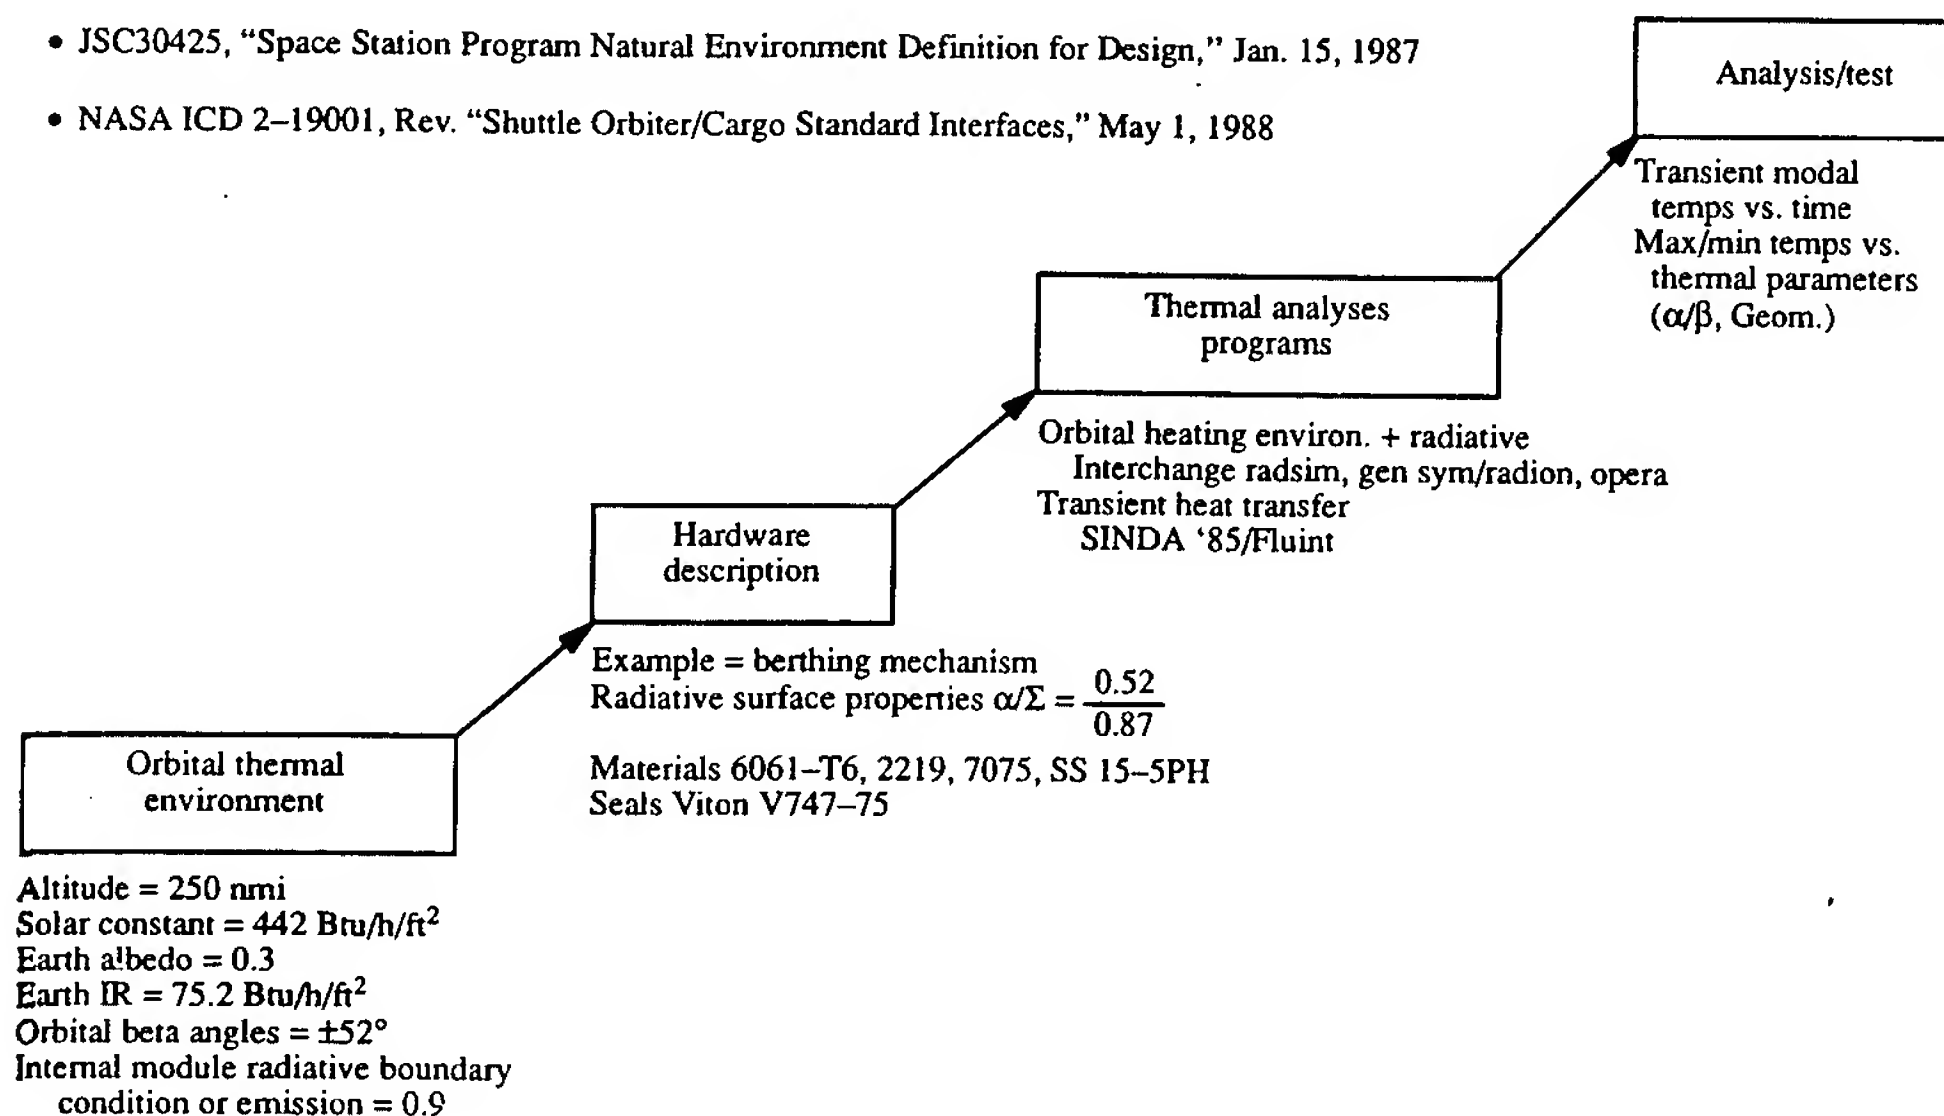 • JSC30425, “Space Station Program Natural Environment Definition for Design,” Jan. 15, 1987
• NASA ICD 2–19001, Rev. “Shuttle Orbiter/Cargo Standard Interfaces,” May 1, 1988
Analysis/test
Transient modal
temps vs. time
Max/min temps vs.
thermal parameters
(α/β, Geom.)
Thermal analyses
programs
Orbital heating environ. + radiative
Interchange radsim, gen sym/radion, opera
Transient heat transfer
SINDA ‘85/Fluint
Hardware
description
Example = berthing mechanism
Radiative surface properties α/Σ = 0.52
0.87
Materials 6061–T6, 2219, 7075, SS 15–5PH
Seals Viton V747–75
Orbital thermal
environment
Altitude = 250 nmi
Solar constant = 442 Btu/h/ft²
Earth albedo = 0.3
Earth IR = 75.2 Btu/h/ft²
Orbital beta angles = ±52°
Internal module radiative boundary
condition or emission = 0.9